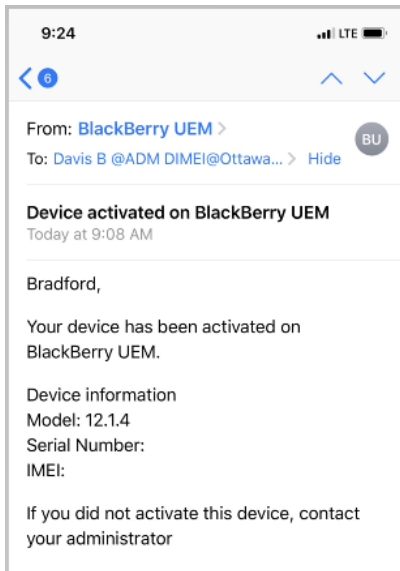 9:24 LTE
6
From: BlackBerry UEM
BU
To: Davis B @ADM DIMEI@Ottawa... Hide
Device activated on BlackBerry UEM
Today at 9:08 AM
Bradford,
Your device has been activated on
BlackBerry UEM.
Device information
Model: 12.1.4
Serial Number:
IMEI:
If you did not activate this device, contact
your administrator